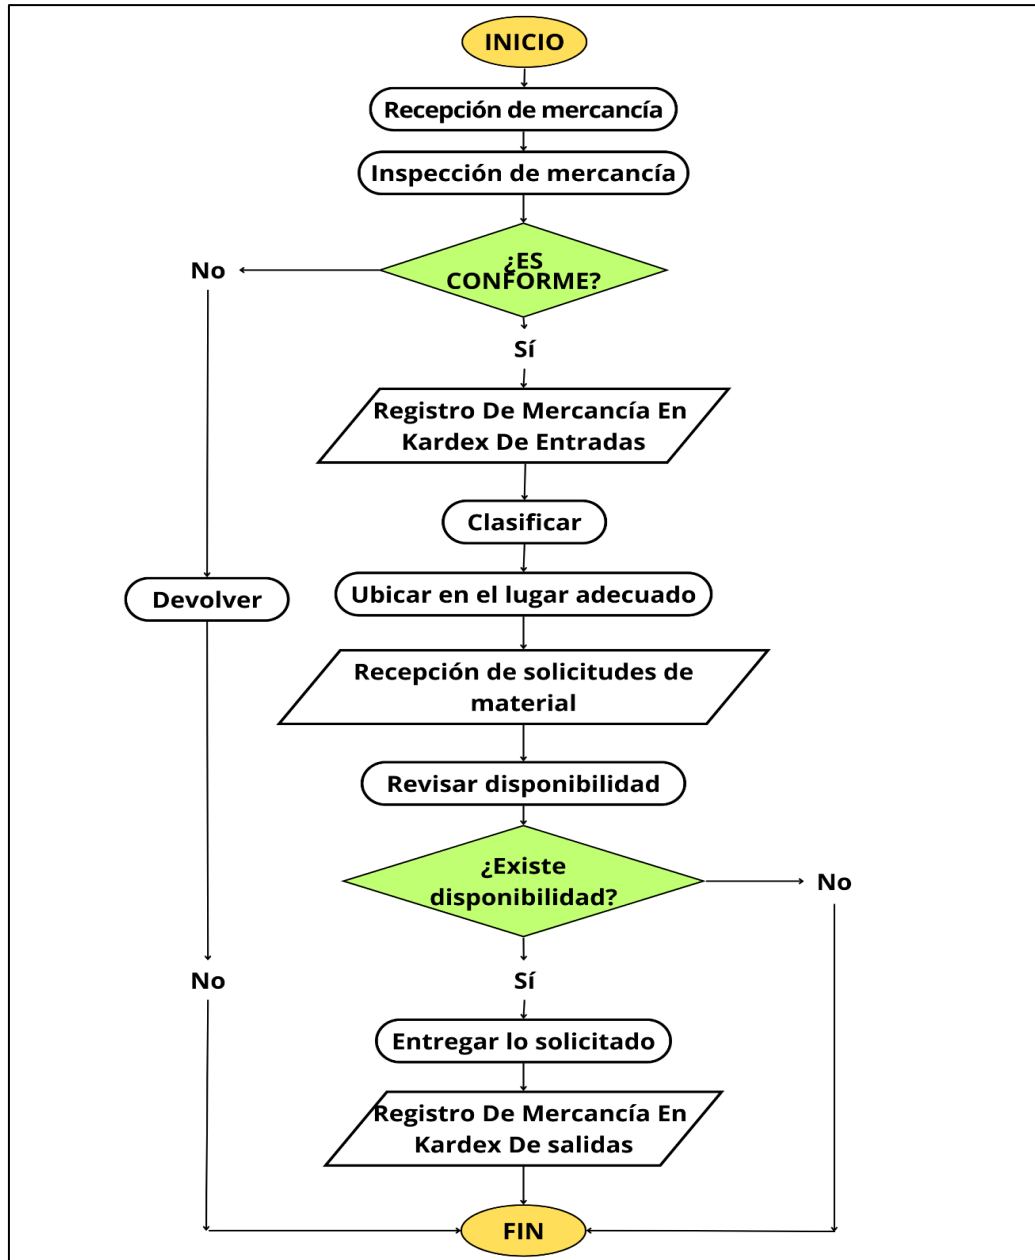 INICIO
Recepción de mercancía
Inspección de mercancía
¿ES
CONFORME?
No
Sí
Registro De Mercancía En
Kardex De Entradas
Clasificar
Devolver
Ubicar en el lugar adecuado
Recepción de solicitudes de
material
Revisar disponibilidad
¿Existe
disponibilidad?
No
No
Sí
Entregar lo solicitado
Registro De Mercancía En
Kardex De salidas
FIN